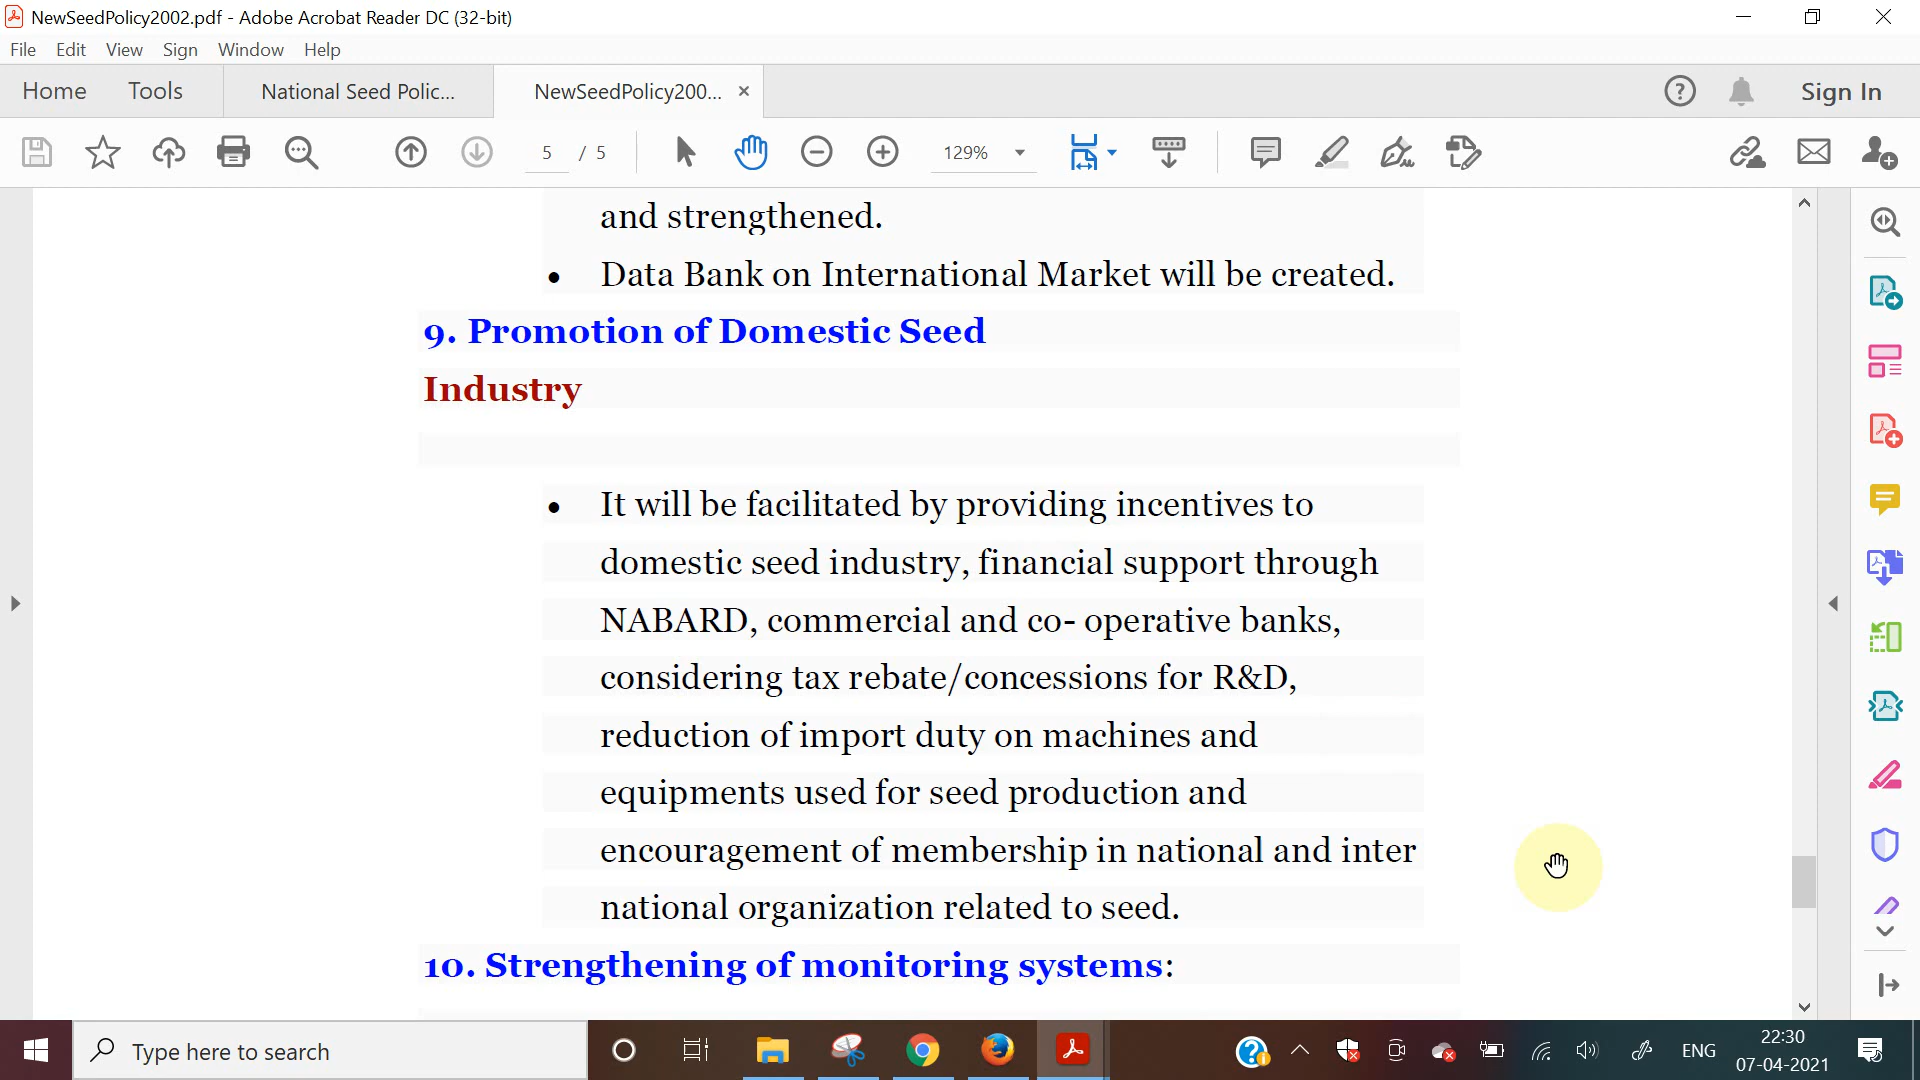 NewSeedPolicy2002.pdf - Adobe Acrobat Reader DC (32-bit)
File Edit View Sign Window Help
Home Tools National Seed Polic... NewSeedPolicy200... × Sign In
5 / 5 129%
and strengthened.
• Data Bank on International Market will be created.
9. Promotion of Domestic Seed
Industry
• It will be facilitated by providing incentives to
domestic seed industry, financial support through
NABARD, commercial and co- operative banks,
considering tax rebate/concessions for R&D,
reduction of import duty on machines and
equipments used for seed production and
encouragement of membership in national and inter
national organization related to seed.
10. Strengthening of monitoring systems:
Type here to search
ENG
22:30
07-04-2021